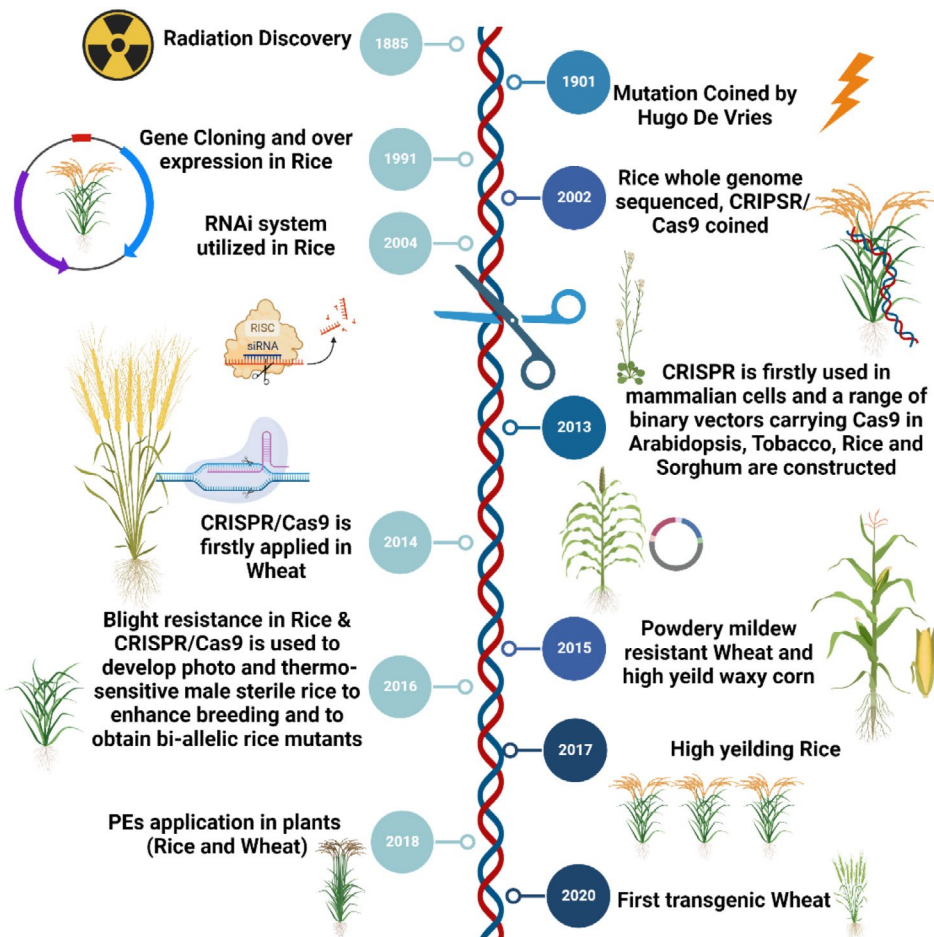 Radiation Discovery
1885
1901
Mutation Coined by
Hugo De Vries
Gene Cloning and over
expression in Rice
1991
2002
Rice whole genome
sequenced, CRIPSR/
Cas9 coined
RNAi system
utilized in Rice
2004
RISC
siRNA
2013
CRISPR is firstly used in
mammalian cells and a range of
binary vectors carrying Cas9 in
Arabidopsis, Tobacco, Rice and
Sorghum are constructed
CRISPR/Cas9 is
firstly applied in
Wheat
2014
2015
Powdery mildew
resistant Wheat and
high yeild waxy corn
Blight resistance in Rice &
CRISPR/Cas9 is used to
develop photo and thermo-
sensitive male sterile rice to
enhance breeding and to
obtain bi-allelic rice mutants
2016
2017
High yeilding Rice
PEs application in plants
(Rice and Wheat)
2018
2020
First transgenic Wheat